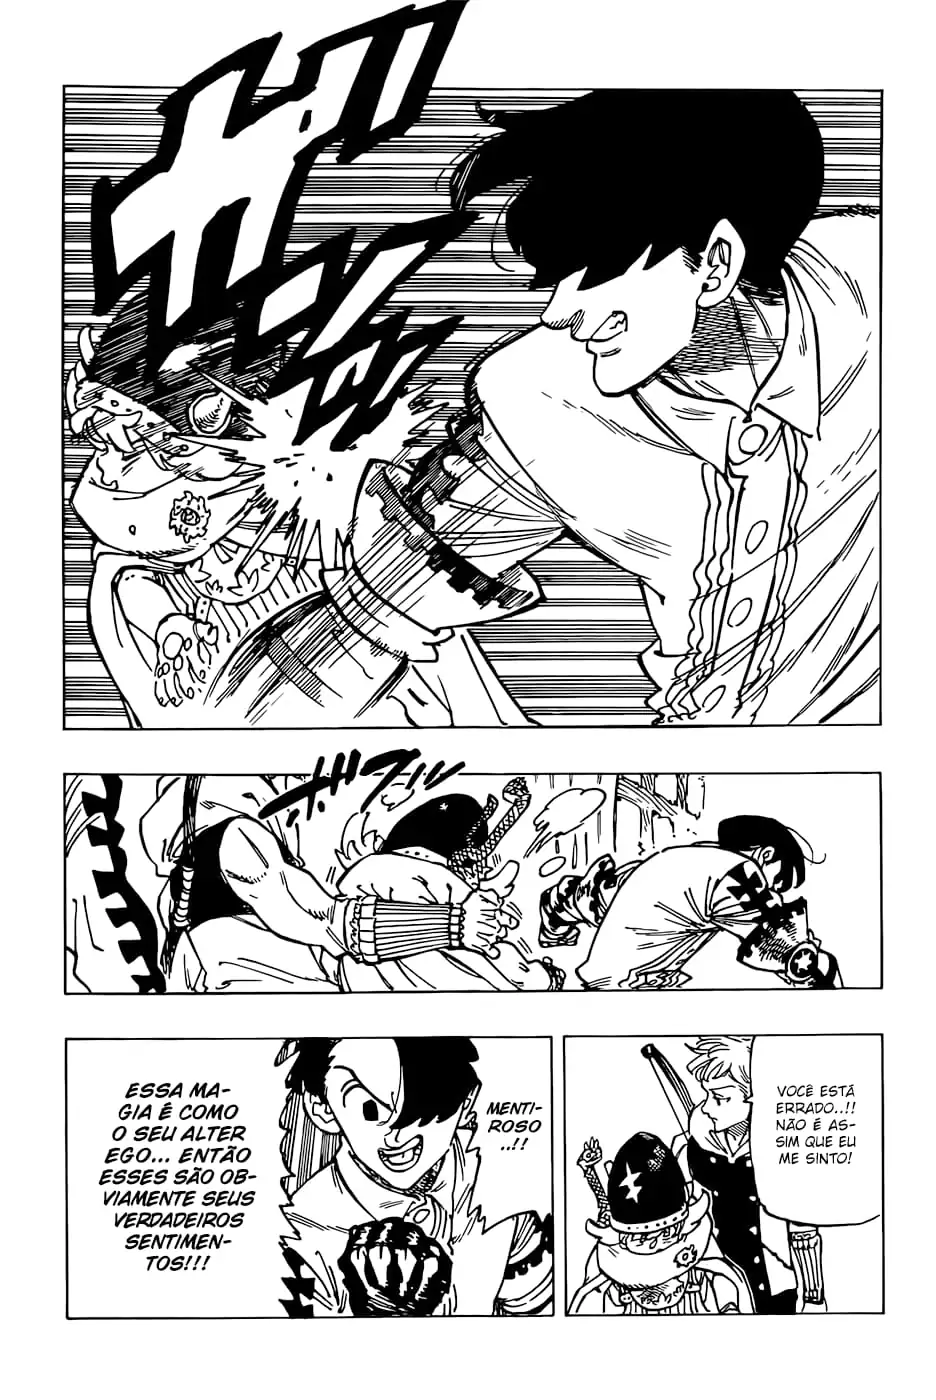 VOCÊ ESTÁ
ERRADO..!!
NÃO É AS-
SIM QUE EU
ME SINTO!
MENTI-
ROSO
..!!
ESSA MA-
GIA É COMO
O SEU ALTER
EGO... ENTÃO
ESSES SÃO OB-
VIAMENTE SEUS
VERDADEIROS
SENTIMEN-
TOS!!!